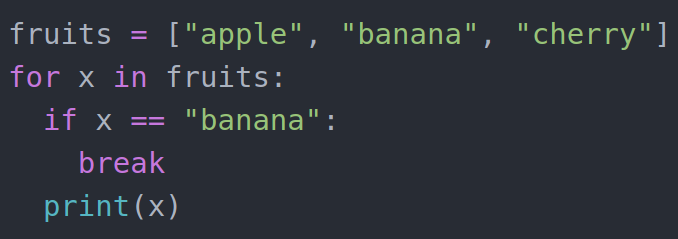 fruits = ["apple", "banana", "cherry"]
for x in fruits:
  if x == "banana":
    break
  print(x)